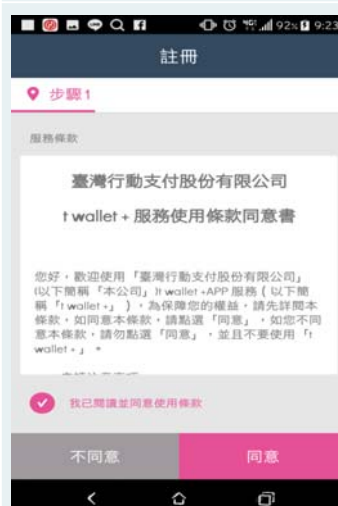 92% 9:23
註冊
步驟1
服務條款
臺灣行動支付股份有限公司
t wallet + 服務使用條款同意書
您好，歡迎使用「臺灣行動支付股份有限公司」
(以下簡稱「本公司」)t wallet +APP 服務 ( 以下簡
稱「t wallet +」 ) ，為保障您的權益，請先詳閱本
條款，如同意本條款，請點選「同意」，如您不同
意本條款，請勿點選「同意」，並且不要使用「t
wallet + 」。
我已閱讀並同意使用條款
不同意
同意